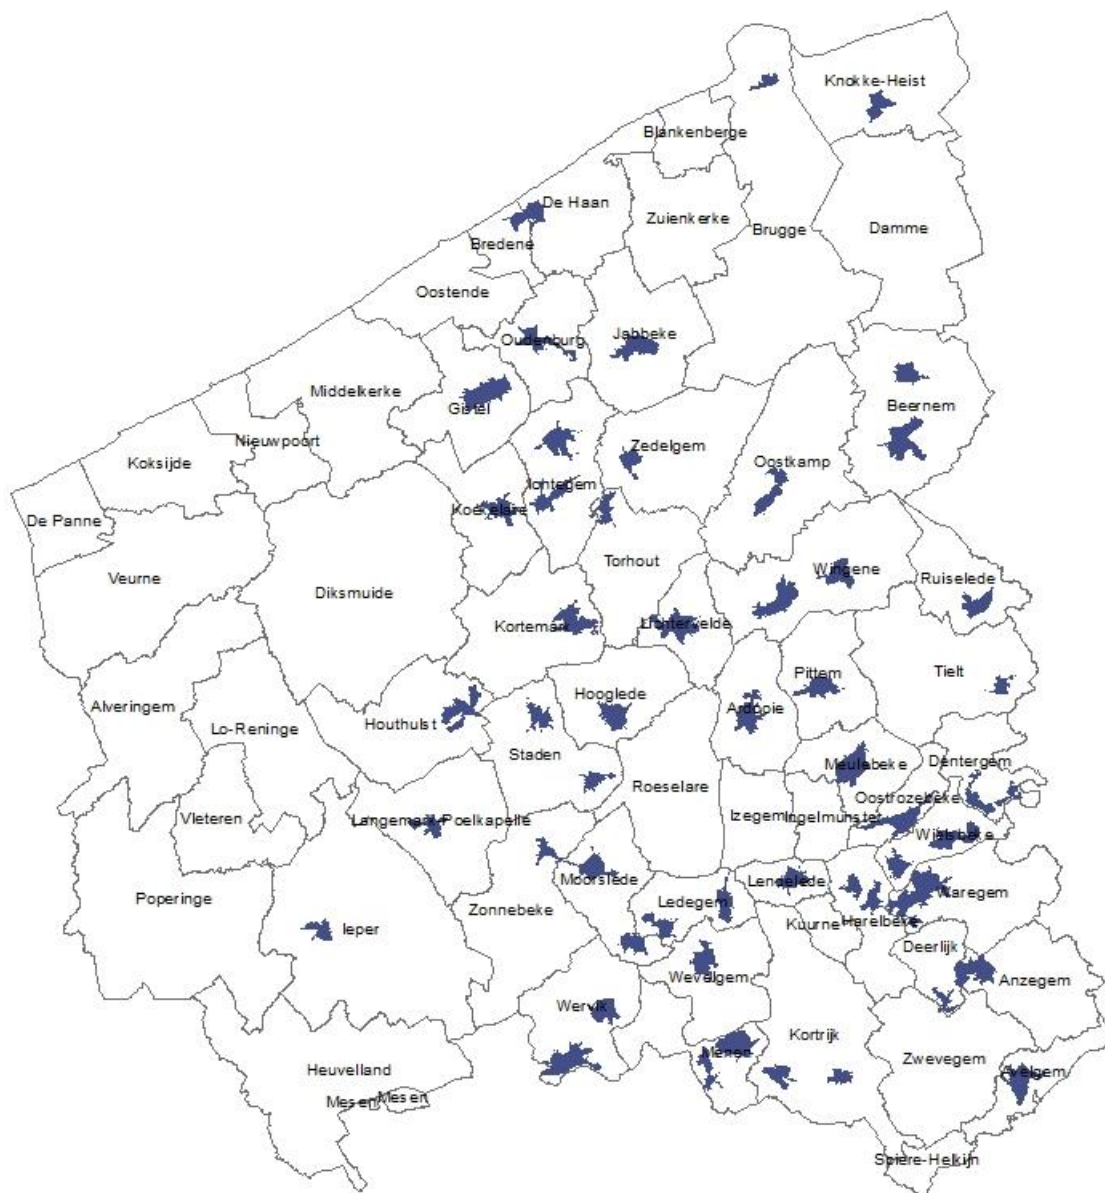 Knokke-Heist
Blankenberge
De Haan
Zuienkerke
Brugge
Damme
Bredene
Oostende
Oudenburg
Jabbeke
Middelkerke
Gistel
Beernem
Nieuwpoort
Koksijde
Zedelgem
Oostkamp
Ichtegem
Koekelare
De Panne
Veurne
Torhout
Wingene
Ruiselede
Diksmuide
Kortemark
Lichtervelde
Pittem
Tielt
Hooglede
Alveringem
Ardooie
Lo-Reninge
Houthulst
Staden
Meulebeke
Dentergem
Roeselare
Oostrozebeke
Vleteren
Langemark-Poelkapelle
Izegem
Ingelmunster
Wielsbeke
Moorslede
Lendelede
Poperinge
Ledegem
Waregem
Zonnebeke
Ieper
Kuurne
Harelbeke
Deerlijk
Wevelgem
Anzegem
Wervik
Kortrijk
Menen
Zwevegem
Heuvelland
Avelgem
Mesen
Mesen
Spiere-Helkijn